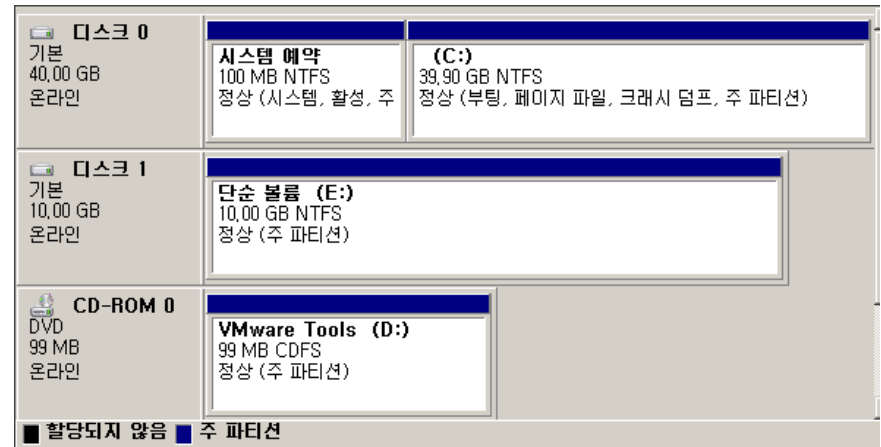 디스크 0
기본
40,00 GB
온라인
시스템 예약
100 MB NTFS
정상 (시스템, 활성, 주
(C:)
39,90 GB NTFS
정상 (부팅, 페이지 파일, 크래시 덤프, 주 파티션)
디스크 1
기본
10,00 GB
온라인
단순 볼륨 (E:)
10,00 GB NTFS
정상 (주 파티션)
CD-ROM 0
DVD
99 MB
온라인
VMware Tools (D:)
99 MB CDFS
정상 (주 파티션)
할당되지 않음 주 파티션